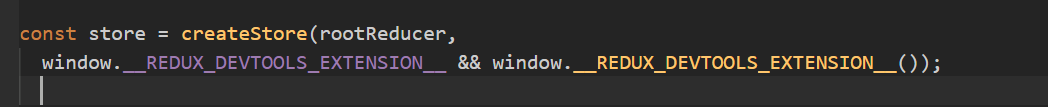 const store = createStore(rootReducer,
window.__REDUX_DEVTOOLS_EXTENSION__ && window.__REDUX_DEVTOOLS_EXTENSION__());